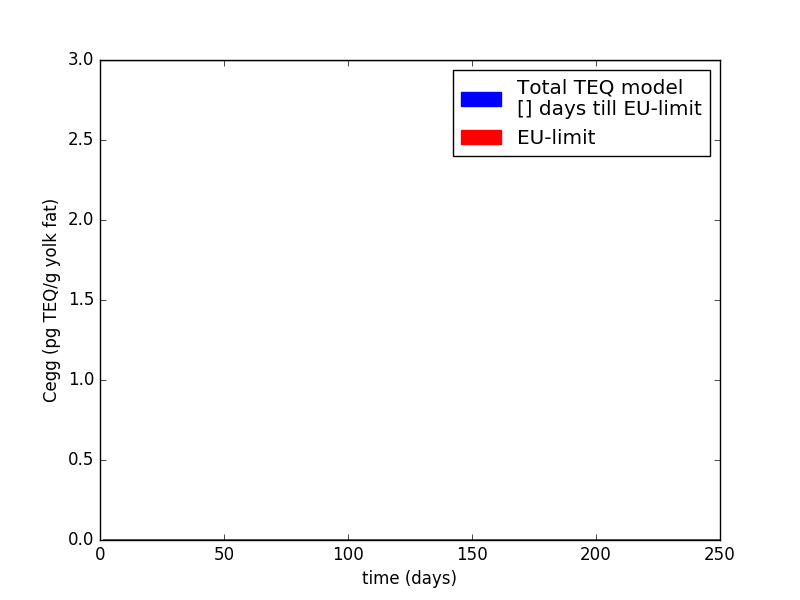 3.0
2.5
2.0
1.5
1.0
0.5
0.0
Cegg (pg TEQ/g yolk fat)
Total TEQ model
[] days till EU-limit
EU-limit
0 50 100 150 200 250
time (days)